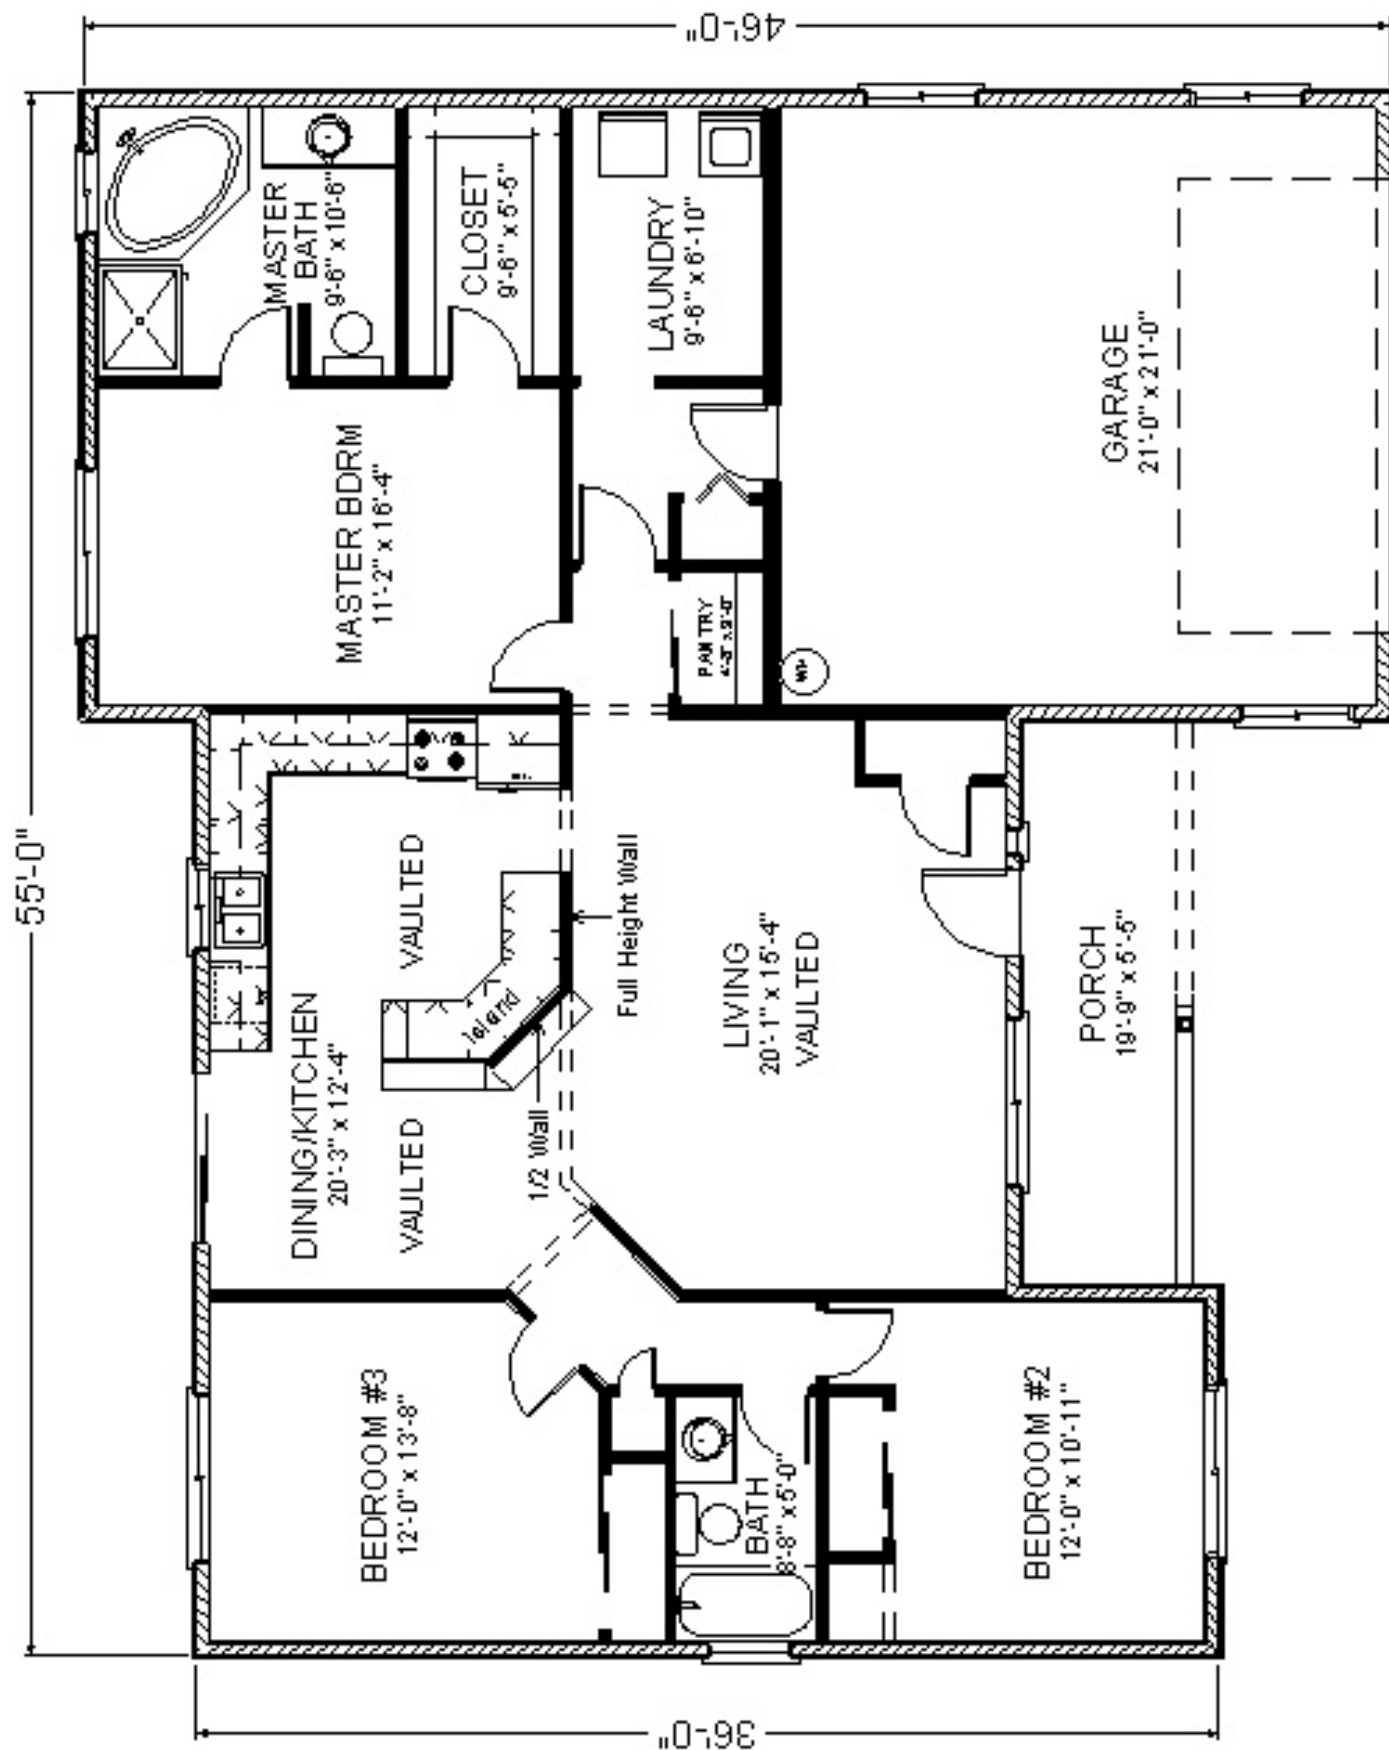 46'-0"
55'-0"
MASTER
BATH
9'-6" x 10'-6"
CLOSET
9'-6" x 5'-5"
LAUNDRY
9'-6" x 6'-10"
GARAGE
21'-0" x 21'-0"
MASTER BDRM
11'-2" x 16'-4"
PANTRY
WH
VAULTED
Full Height Wall
DINING/KITCHEN
20'-3" x 12'-4"
Island
VAULTED
1/2 Wall
LIVING
20'-1" x 15'-4"
VAULTED
PORCH
19'-9" x 5'-5"
BEDROOM #3
12'-0" x 13'-8"
BATH
8'-8" x 5'-0"
BEDROOM #2
12'-0" x 10'-11"
36'-0"